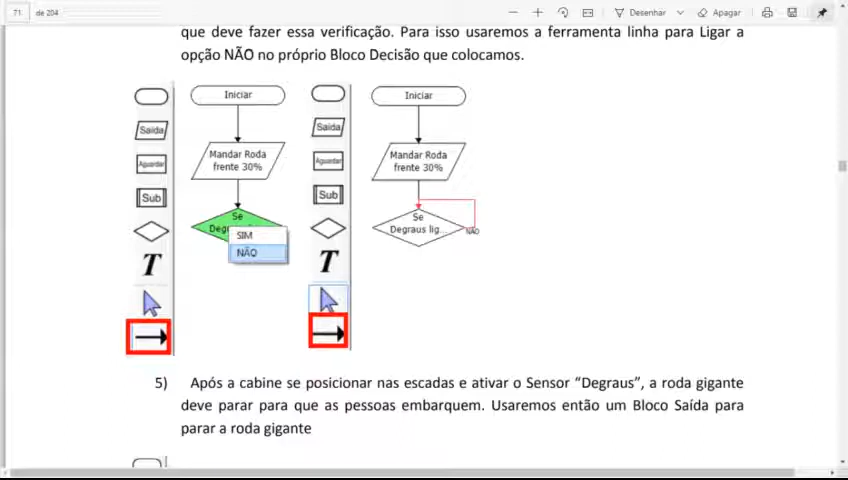 71 de 204 Desenhar Apagar
que deve fazer essa verificação. Para isso usaremos a ferramenta linha para Ligar a
opção NÃO no próprio Bloco Decisão que colocamos.
Iniciar
Saída
Mandar Roda
frente 30%
Aguardar
Sub
Se
SIM
NÃO
T
Iniciar
Saída
Mandar Roda
frente 30%
Aguardar
Sub
Se
Degraus lig...
NÃO
T
5) Após a cabine se posicionar nas escadas e ativar o Sensor “Degraus”, a roda gigante
deve parar para que as pessoas embarquem. Usaremos então um Bloco Saída para
parar a roda gigante